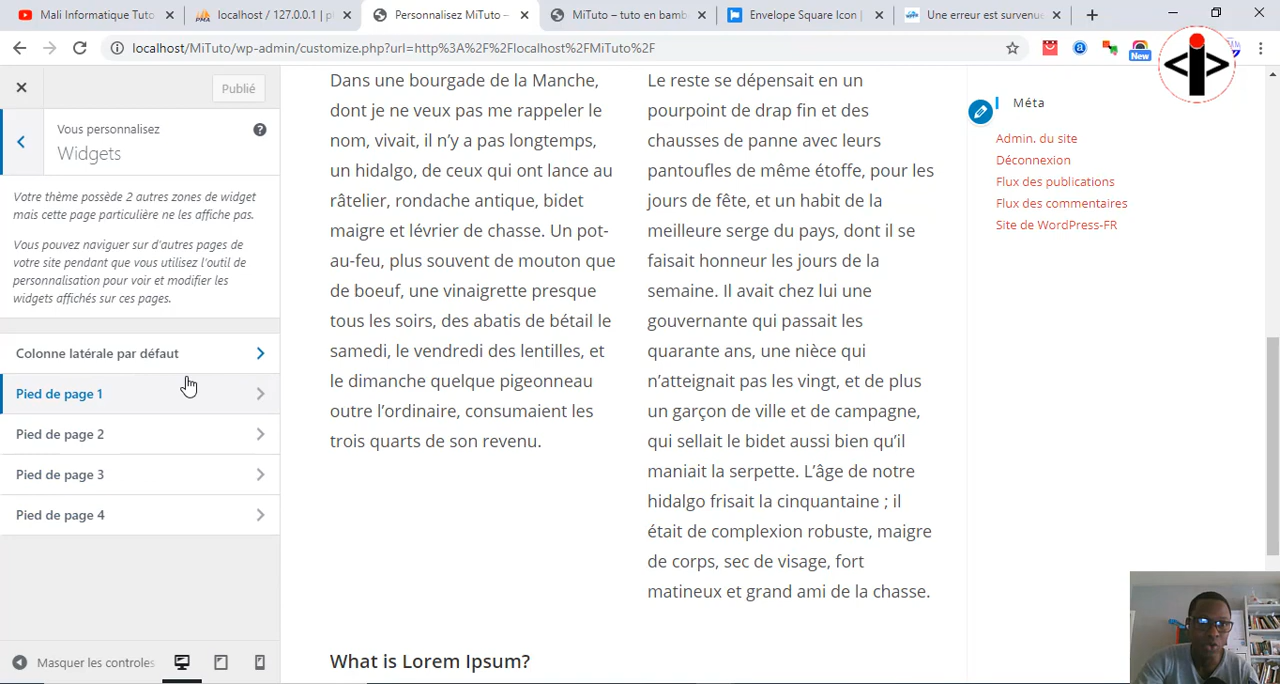 Mali Informatique Tuto
localhost / 127.0.0.1 | p
Personnalisez MiTuto –
MiTuto – tuto en bamb
Envelope Square Icon |
Une erreur est survenu
localhost/MiTuto/wp-admin/customize.php?url=http%3A%2F%2Flocalhost%2FMiTuto%2F
New
Publié
Vous personnalisez
Widgets
Votre thème possède 2 autres zones de widget
mais cette page particulière ne les affiche pas.
Vous pouvez naviguer sur d'autres pages de
votre site pendant que vous utilisez l'outil de
personnalisation pour voir et modifier les
widgets affichés sur ces pages.
Colonne latérale par défaut
Pied de page 1
Pied de page 2
Pied de page 3
Pied de page 4
Masquer les controles
Dans une bourgade de la Manche,
dont je ne veux pas me rappeler le
nom, vivait, il n’y a pas longtemps,
un hidalgo, de ceux qui ont lance au
râtelier, rondache antique, bidet
maigre et lévrier de chasse. Un pot-
au-feu, plus souvent de mouton que
de boeuf, une vinaigrette presque
tous les soirs, des abatis de bétail le
samedi, le vendredi des lentilles, et
le dimanche quelque pigeonneau
outre l’ordinaire, consumaient les
trois quarts de son revenu.
Le reste se dépensait en un
pourpoint de drap fin et des
chausses de panne avec leurs
pantoufles de même étoffe, pour les
jours de fête, et un habit de la
meilleure serge du pays, dont il se
faisait honneur les jours de la
semaine. Il avait chez lui une
gouvernante qui passait les
quarante ans, une nièce qui
n’atteignait pas les vingt, et de plus
un garçon de ville et de campagne,
qui sellait le bidet aussi bien qu’il
maniait la serpette. L’âge de notre
hidalgo frisait la cinquantaine ; il
était de complexion robuste, maigre
de corps, sec de visage, fort
matineux et grand ami de la chasse.
What is Lorem Ipsum?
Méta
Admin. du site
Déconnexion
Flux des publications
Flux des commentaires
Site de WordPress-FR